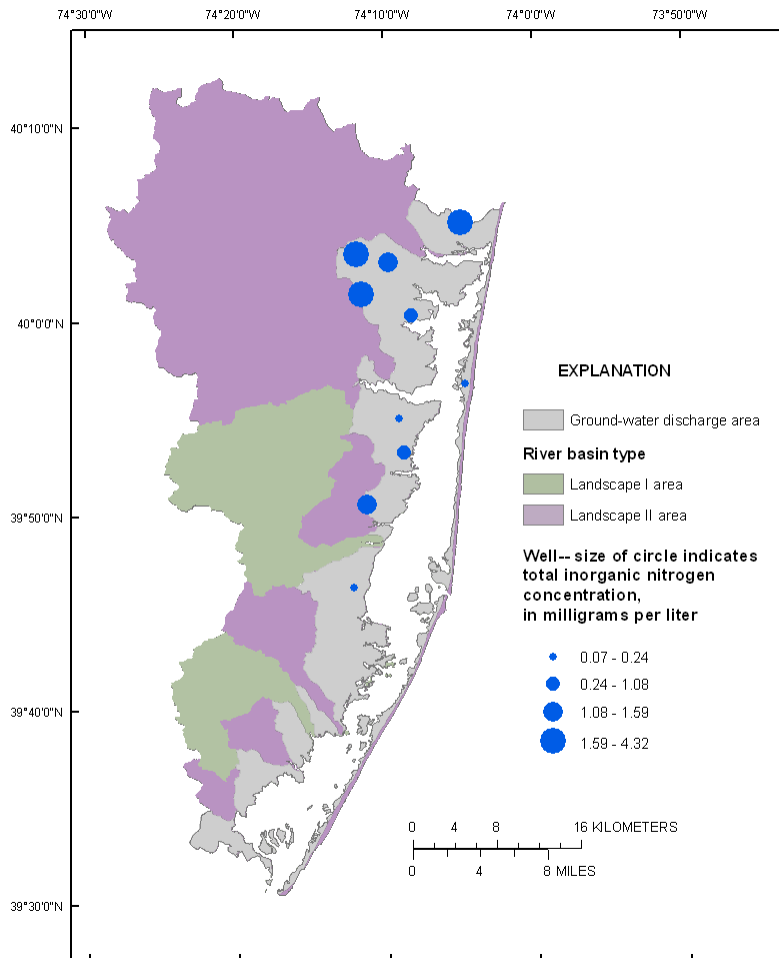 74°30'0"W 74°20'0"W 74°10'0"W 74°0'0"W 73°50'0"W
40°10'0"N
40°0'0"N
39°50'0"N
39°40'0"N
39°30'0"N
EXPLANATION
Ground-water discharge area
River basin type
Landscape I area
Landscape II area
Well-- size of circle indicates
total inorganic nitrogen
concentration,
in milligrams per liter
0.07 - 0.24
0.24 - 1.08
1.08 - 1.59
1.59 - 4.32
0 4 8 16 KILOMETERS
0 4 8 MILES